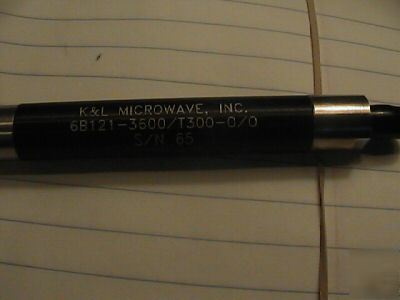 K&L MICROWAVE, INC.
6B121-3600/T300-0/0
S/N 65